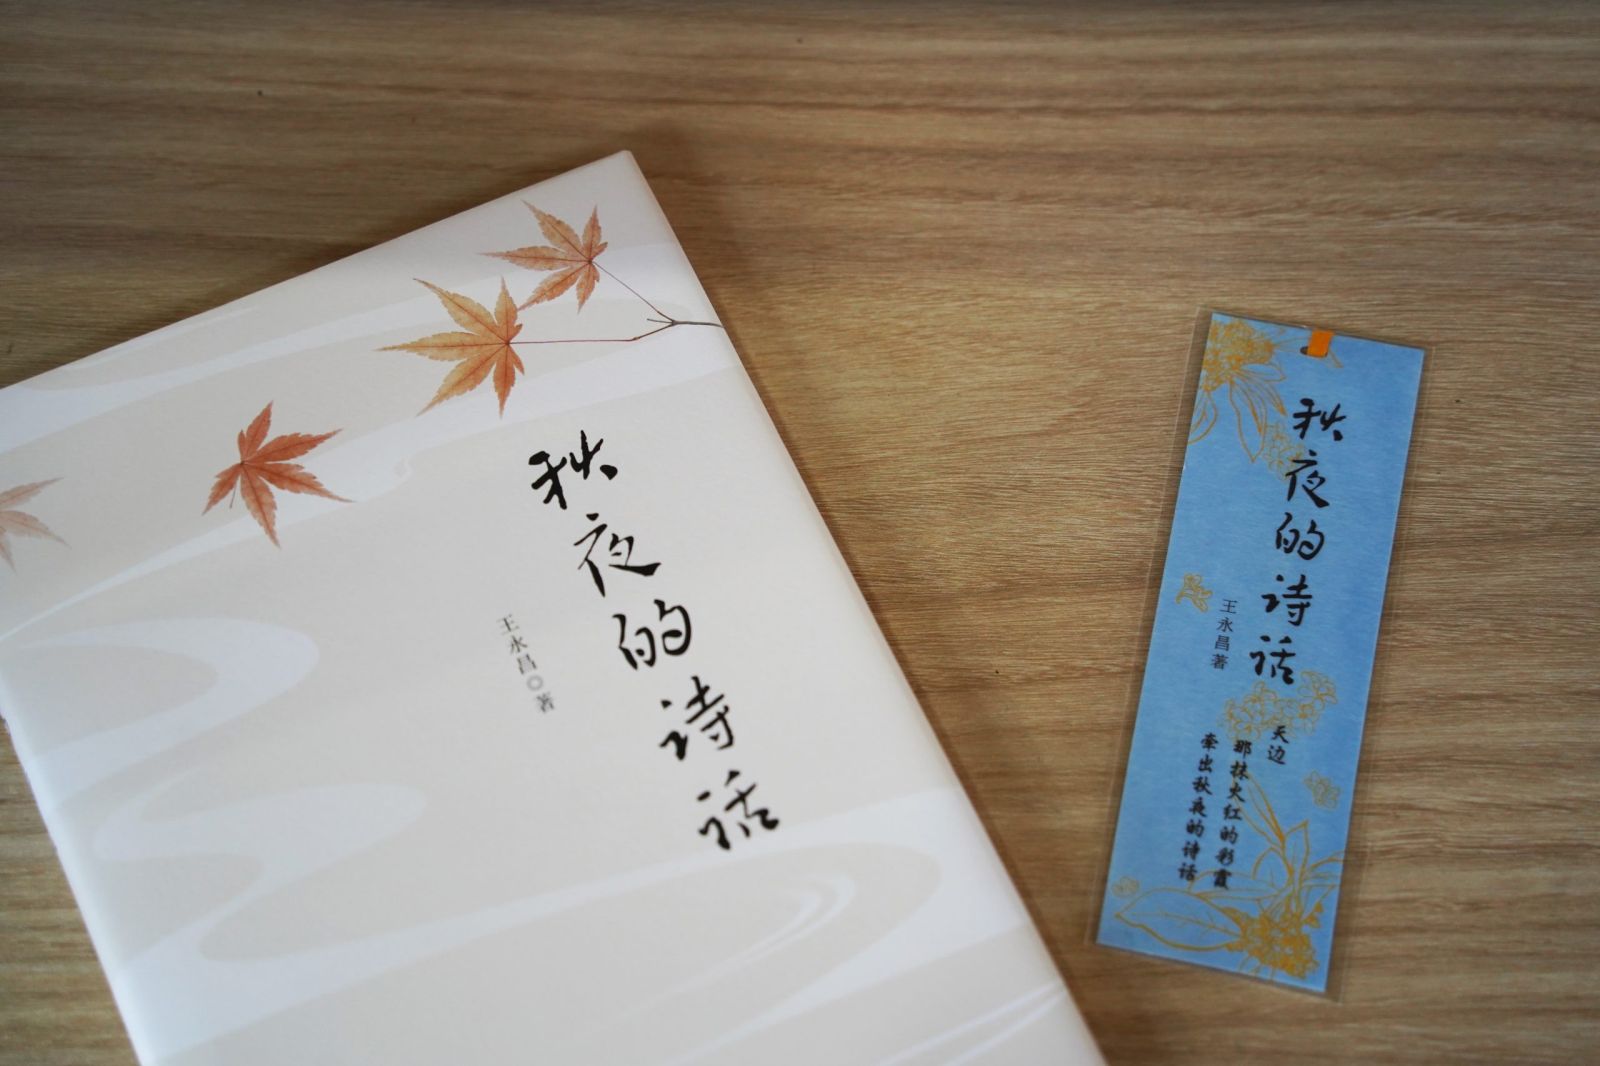 秋夜的诗话
王永昌◎著
秋夜的诗话
王永昌著
天边
那抹火红的彩霞
牵出秋夜的诗话